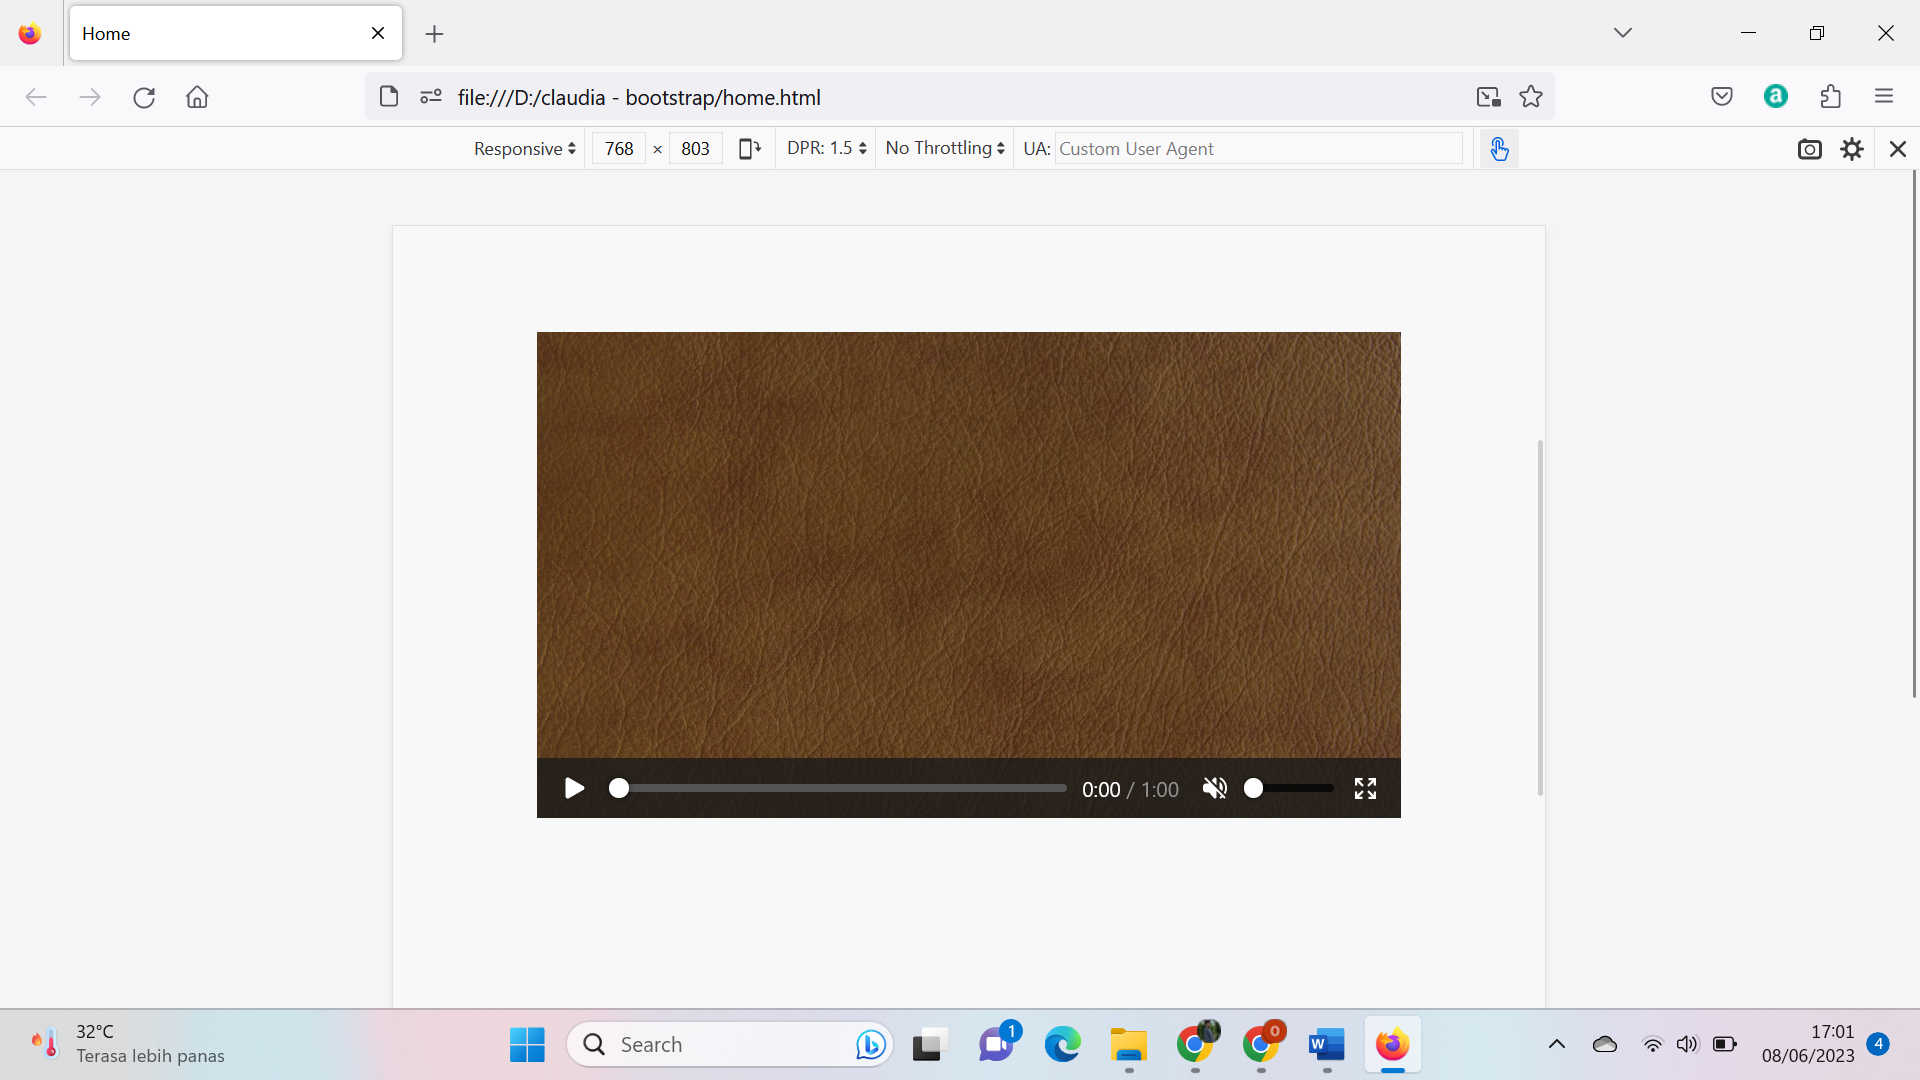 Home
file:///D:/claudia - bootstrap/home.html
Responsive 768 × 803 DPR: 1.5 No Throttling UA: Custom User Agent
0:00 / 1:00
32°C
Terasa lebih panas
Search
1
0
W
17:01
08/06/2023
4
a